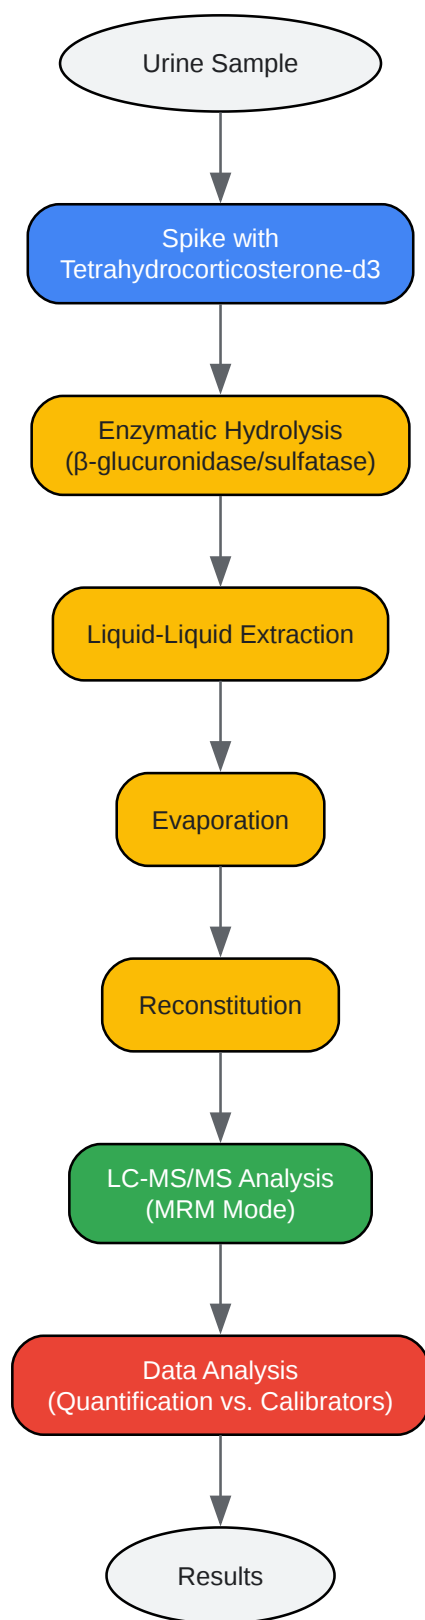 Urine Sample
Spike with
Tetrahydrocorticosterone-d3
Enzymatic Hydrolysis
(β-glucuronidase/sulfatase)
Liquid-Liquid Extraction
Evaporation
Reconstitution
LC-MS/MS Analysis
(MRM Mode)
Data Analysis
(Quantification vs. Calibrators)
Results